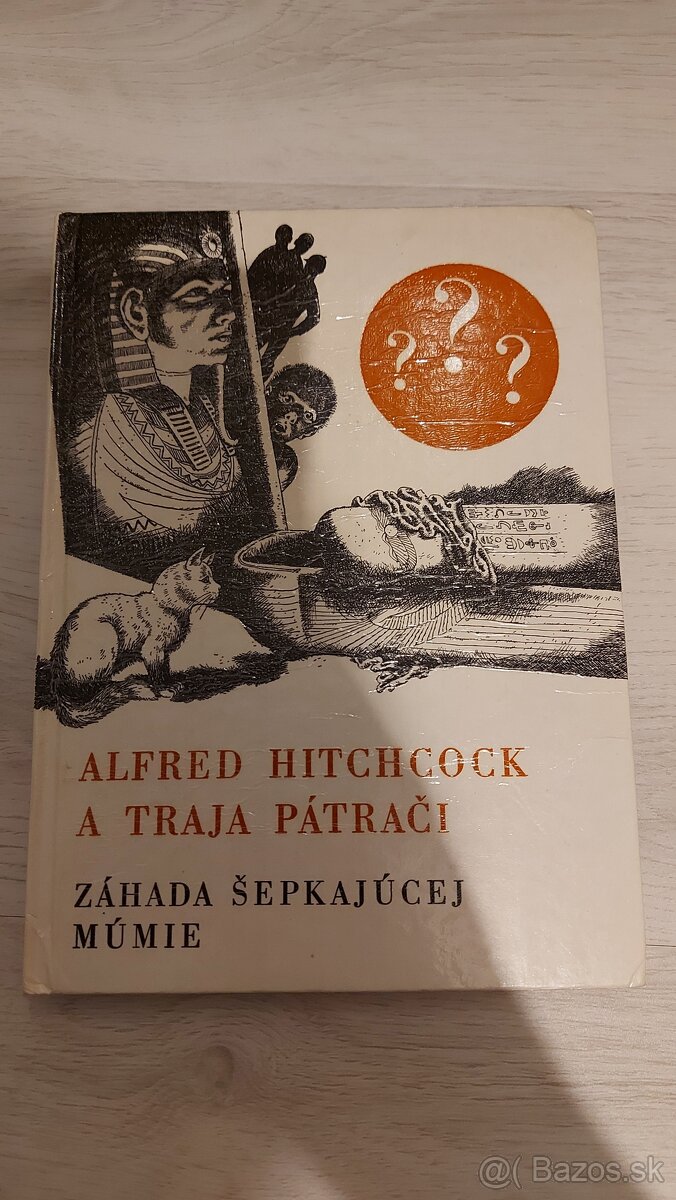 ? ? ?
ALFRED HITCHCOCK
A TRAJA PÁTRAČI
ZÁHADA ŠEPKAJÚCEJ
MÚMIE
@( Bazos.sk